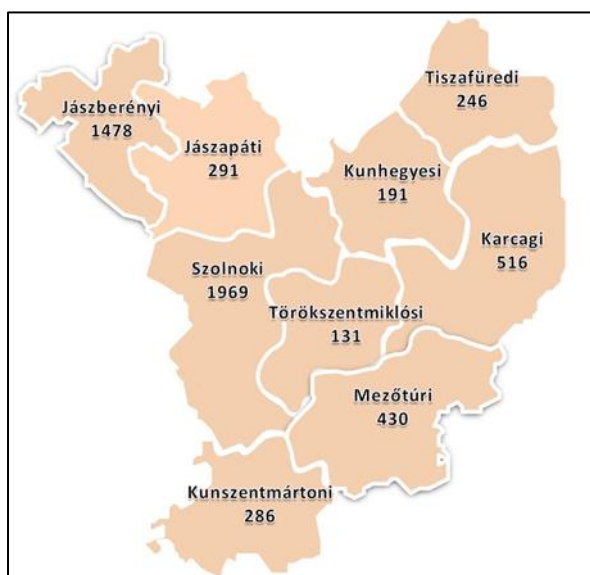 Tiszafüredi
246
Jászberényi
1478
Jászapáti
291
Kunhegyesi
191
Karcagi
516
Szolnoki
1969
Törökszentmiklósi
131
Mezőtúri
430
Kunszentmártoni
286